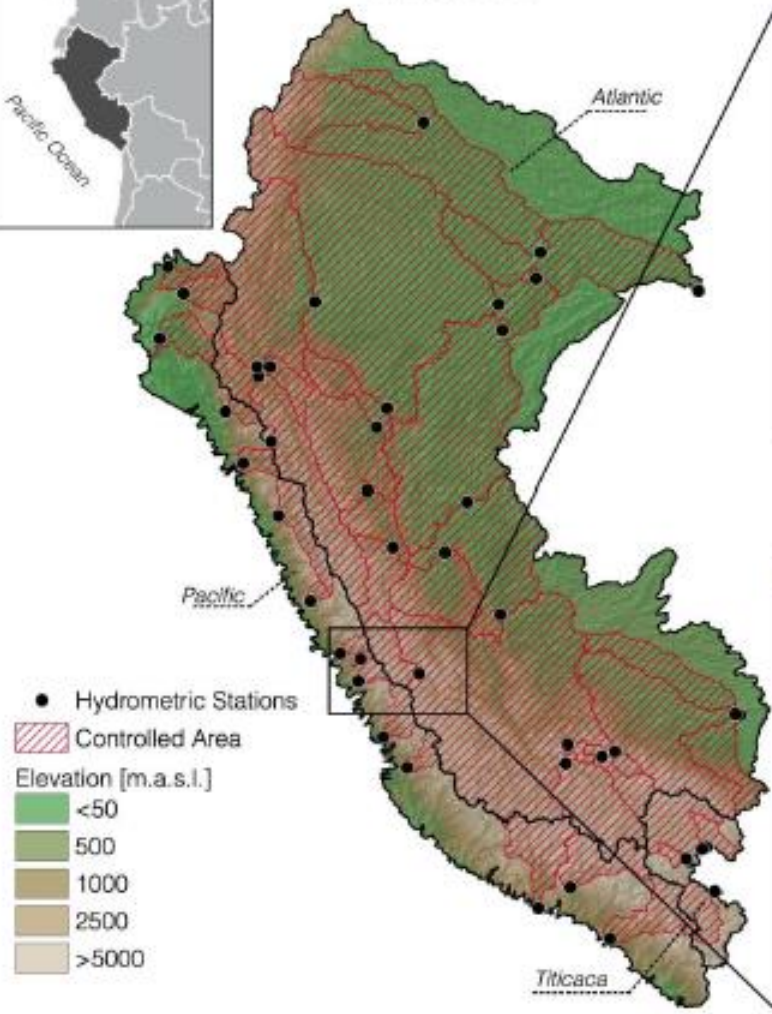 Pacific Ocean
Atlantic
Pacific
Hydrometric Stations
Controlled Area
Elevation [m.a.s.l.]
<50
500
1000
2500
>5000
Titicaca